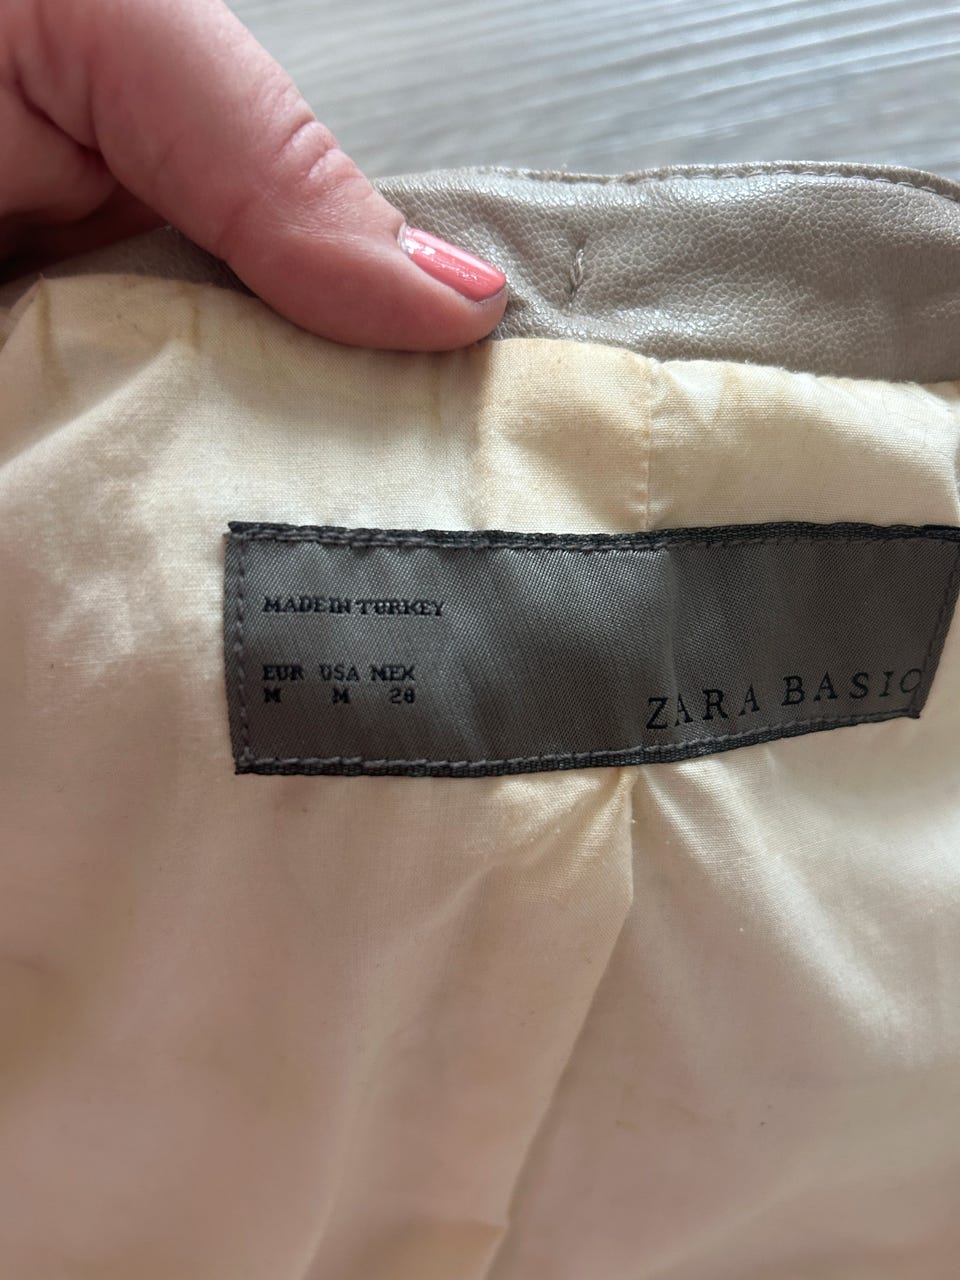 MADE IN TURKEY
EUR USA MEX
M M 28
ZARA BASIC